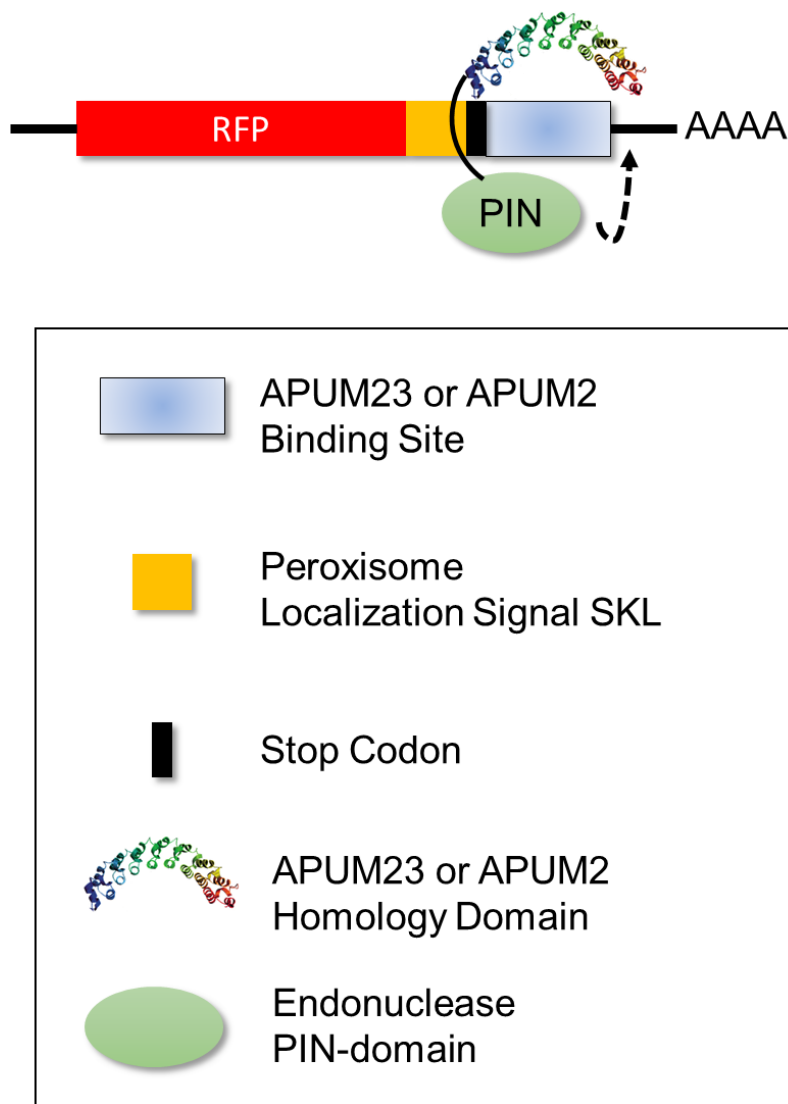 RFP
AAAA
PIN
APUM23 or APUM2
Binding Site
Peroxisome
Localization Signal SKL
Stop Codon
APUM23 or APUM2
Homology Domain
Endonuclease
PIN-domain